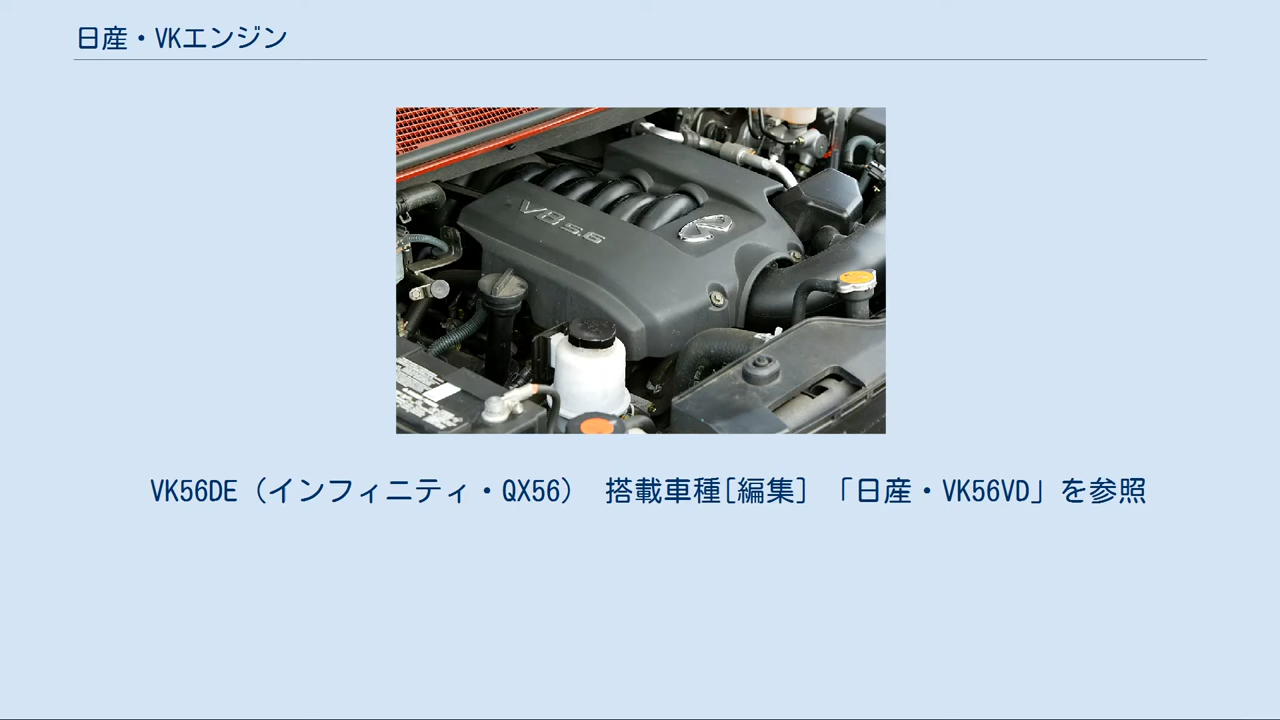 日産・VKエンジン
V8 5.6
VK56DE（インフィニティ・QX56） 搭載車種[編集] 「日産・VK56VD」を参照